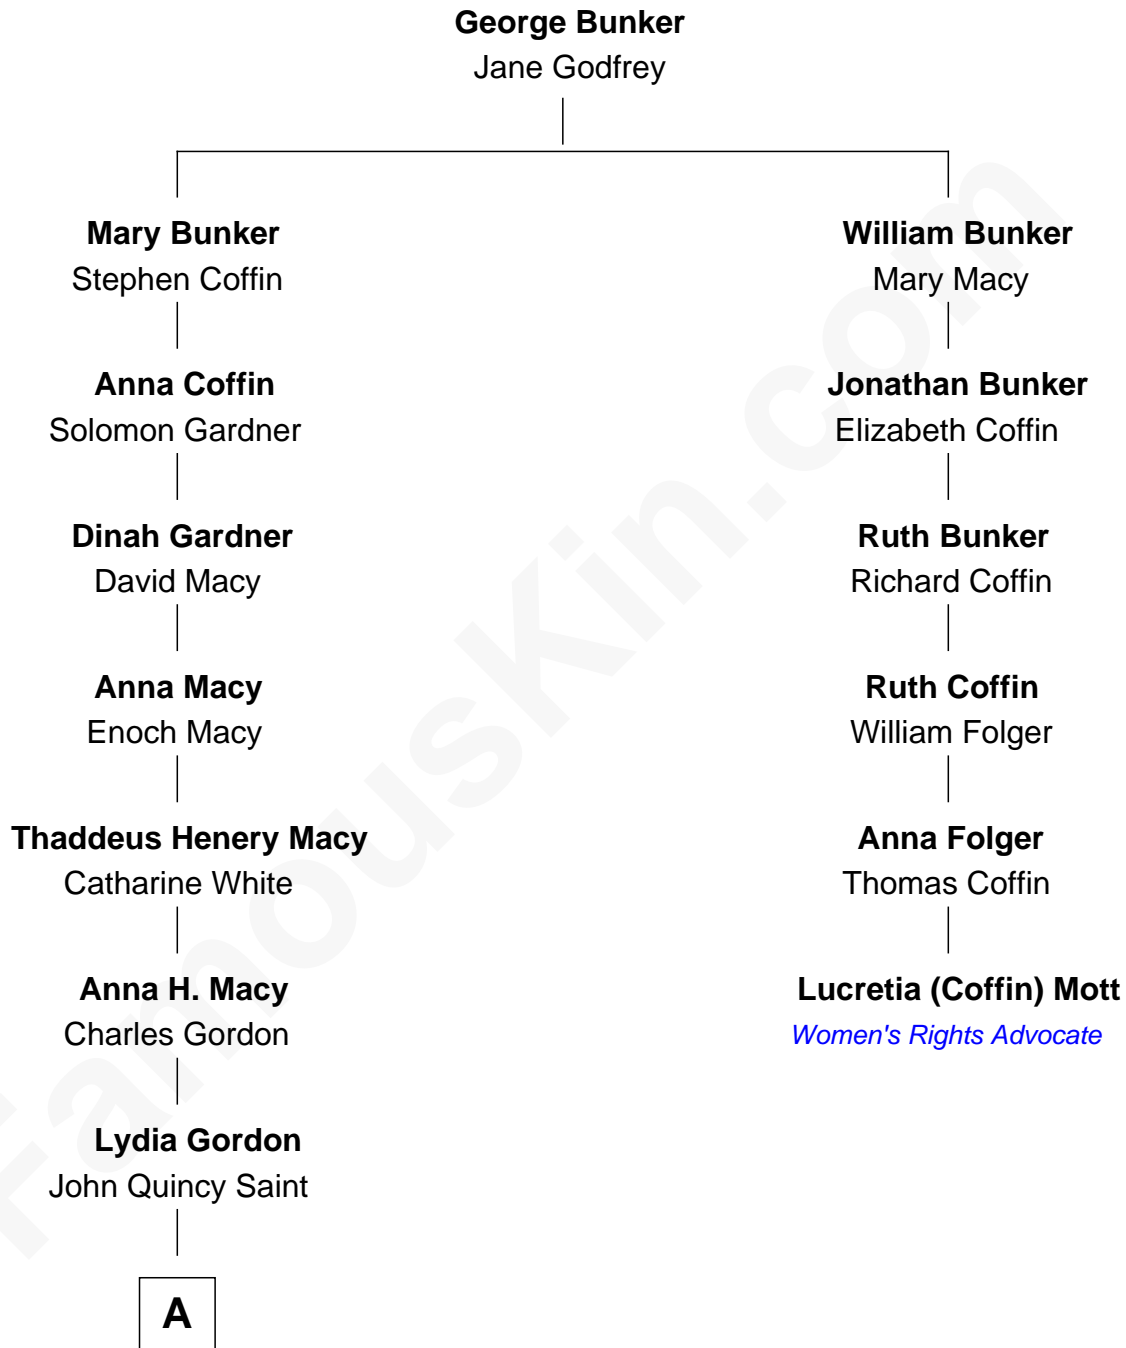 George Bunker
Jane Godfrey
Mary Bunker
Stephen Coffin
William Bunker
Mary Macy
Anna Coffin
Solomon Gardner
Jonathan Bunker
Elizabeth Coffin
Dinah Gardner
David Macy
Ruth Bunker
Richard Coffin
Anna Macy
Enoch Macy
Ruth Coffin
William Folger
Thaddeus Henery Macy
Catharine White
Anna Folger
Thomas Coffin
Anna H. Macy
Charles Gordon
Lucretia (Coffin) Mott
Women's Rights Advocate
Lydia Gordon
John Quincy Saint
A
FamousKin.com